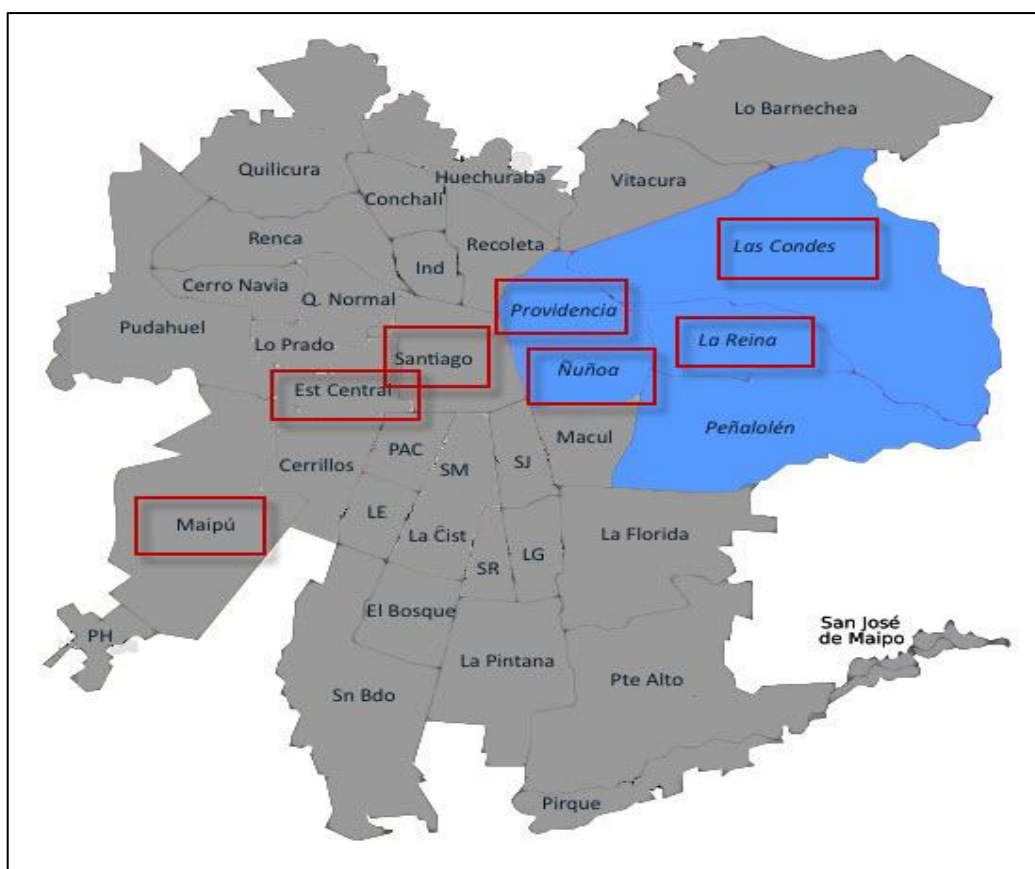 Lo Barnechea
Quilicura
Huechuraba
Vitacura
Conchalí
Renca
Recoleta
Las Condes
Ind
Cerro Navia
Q. Normal
Providencia
Pudahuel
Lo Prado
Santiago
La Reina
Ñuñoa
Est Central
Peñalolén
Macul
PAC
SM
SJ
Cerrillos
LE
Maipú
La Cist
La Florida
SR
LG
El Bosque
PH
San José
de Maipo
La Pintana
Sn Bdo
Pte Alto
Pirque